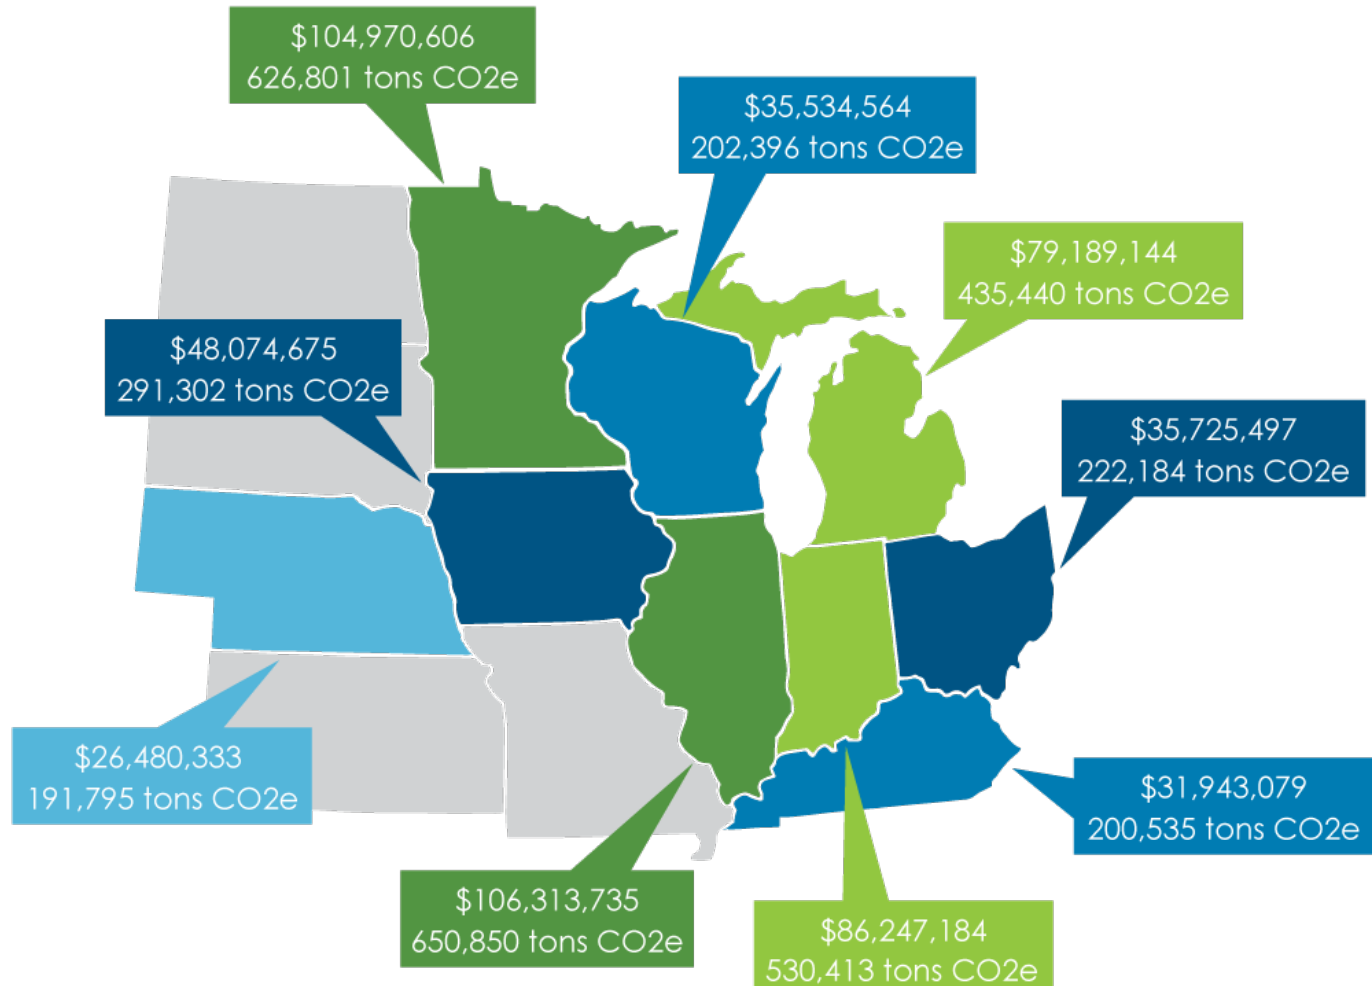 $104,970,606
626,801 tons CO2e
$35,534,564
202,396 tons CO2e
$79,189,144
435,440 tons CO2e
$48,074,675
291,302 tons CO2e
$35,725,497
222,184 tons CO2e
$26,480,333
191,795 tons CO2e
$31,943,079
200,535 tons CO2e
$106,313,735
650,850 tons CO2e
$86,247,184
530,413 tons CO2e